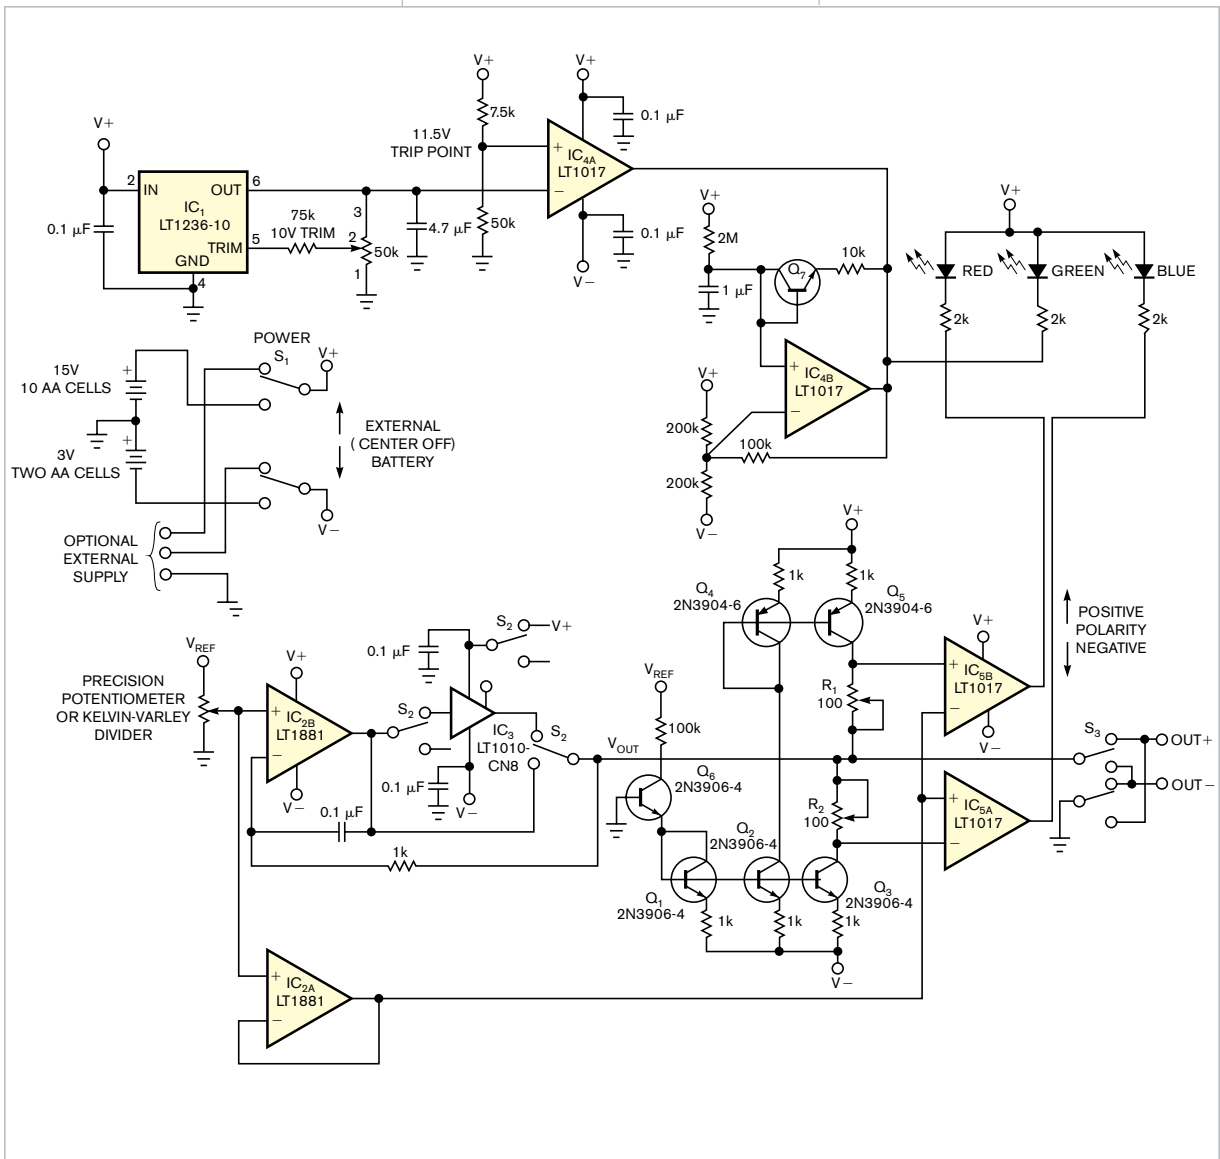 V+
V+
V+
7.5k
0.1 µF
11.5V
TRIP POINT
+
IC4A
LT1017
−
2
IN
OUT
6
IC1
LT1236-10
TRIM
5
GND
4
0.1 µF
75k
10V TRIM
3
2
1
50k
4.7 µF
50k
0.1 µF
V−
V+
2M
1 µF
Q7
10k
V+
RED
GREEN
BLUE
2k
2k
2k
+
IC4B
LT1017
−
V+
200k
100k
200k
V−
POWER
S1
V+
15V
10 AA CELLS
+
+
3V
TWO AA CELLS
EXTERNAL
( CENTER OFF)
BATTERY
V−
OPTIONAL
EXTERNAL
SUPPLY
V+
1k
1k
Q4
2N3904-6
Q5
2N3904-6
POSITIVE
POLARITY
NEGATIVE
V+
+
IC5B
LT1017
−
V−
R1
100
VREF
PRECISION
POTENTIOMETER
OR KELVIN-VARLEY
DIVIDER
V+
+
IC2B
LT1881
−
V−
0.1 µF
S2
V+
S2
IC3
LT1010-
CN8
S2
0.1 µF
V−
0.1 µF
1k
VOUT
VREF
100k
Q6
2N3906-4
Q2
2N3906-4
Q1
2N3906-4
Q3
2N3906-4
R2
100
1k
1k
1k
V−
+
IC5A
LT1017
−
S3
OUT+
OUT−
+
IC2A
LT1881
−